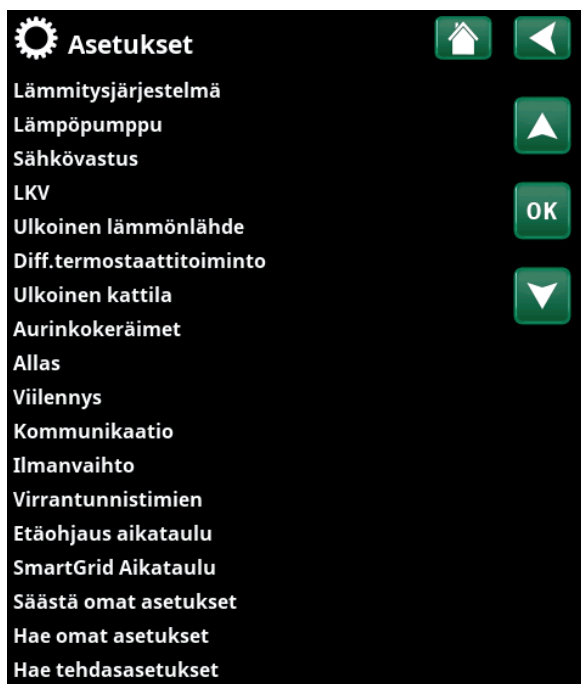 Asetukset
Lämmitysjärjestelmä
Lämpöpumppu
Sähkövastus
LKV
OK
Ulkoinen lämmönlähde
Diff.termostaattitoiminto
Ulkoinen kattila
Aurinkokeräimet
Allas
Viilennys
Kommunikaatio
Ilmanvaihto
Virrantunnistimien
Etäohjaus aikataulu
SmartGrid Aikataulu
Säästä omat asetukset
Hae omat asetukset
Hae tehdasasetukset